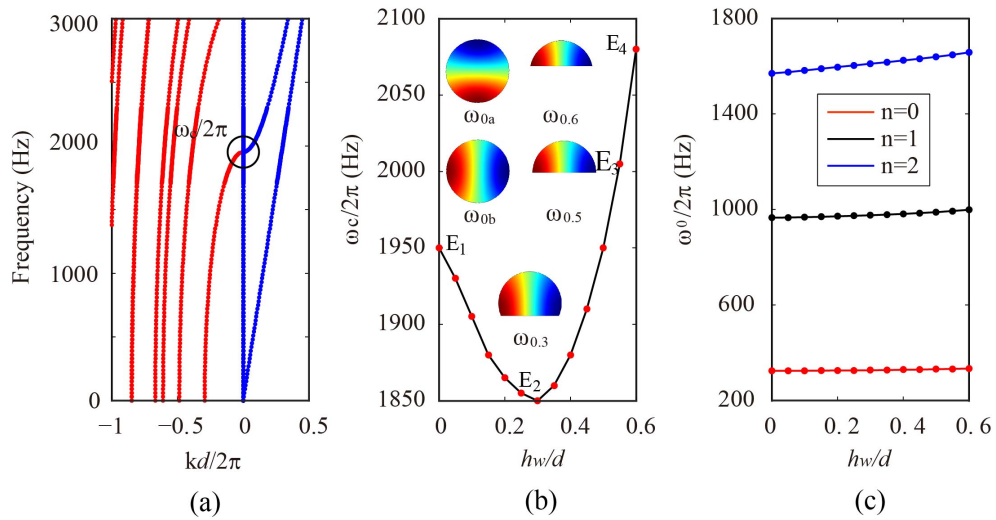 3000
2000
1000
0
Frequency (Hz)
ωc/2π
−1
−0.5
0
0.5
kd/2π
(a)
2100
2050
2000
1950
1900
1850
ωc/2π (Hz)
E1
E2
E3
E4
ω0a
ω0.6
ω0b
ω0.5
ω0.3
0
0.2
0.4
0.6
hw/d
(b)
1800
1400
1000
600
200
ω⁰/2π (Hz)
n=0
n=1
n=2
0
0.2
0.4
0.6
hw/d
(c)